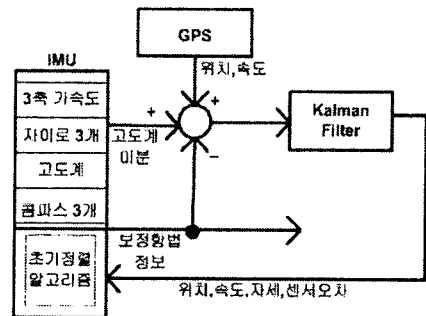 GPS
IMU
위치,속도
3축 가속도
+
+
자이로 3개
고도계
미분
Kalman
Filter
고도계
−
콤파스 3개
보정항법
정보
초기정렬
알고리즘
위치,속도,자세,센서오차